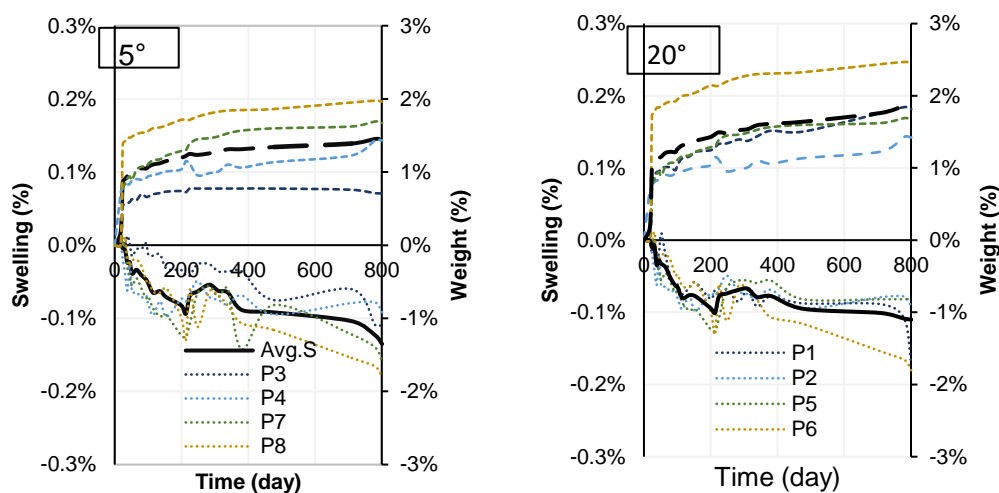 5°
0.3%
0.2%
0.1%
0.0%
-0.1%
-0.2%
-0.3%
Swelling (%)
3%
2%
1%
0%
-1%
-2%
-3%
Weight (%)
0
200
400
600
800
Time (day)
Avg.S
P3
P4
P7
P8
20°
0.3%
0.2%
0.1%
0.0%
-0.1%
-0.2%
-0.3%
Swelling (%)
3%
2%
1%
0%
-1%
-2%
-3%
Weight (%)
0
200
400
600
800
Time (day)
P1
P2
P5
P6